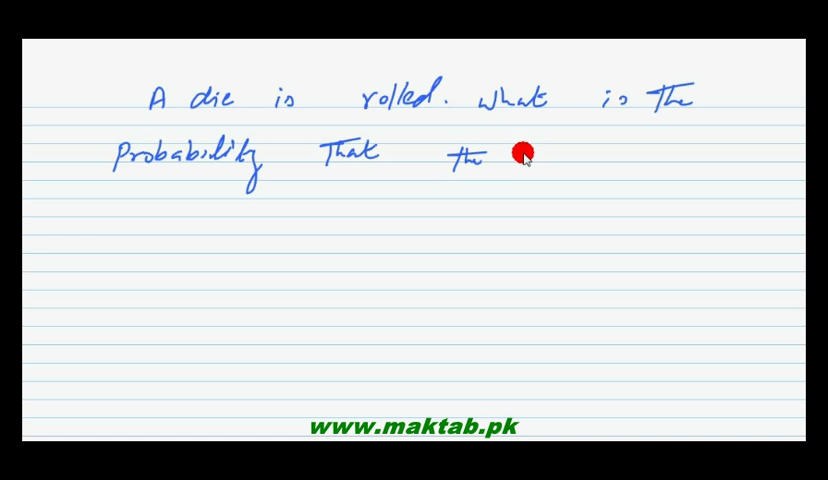 A die is rolled. what is The
Probability That the
www.maktab.pk